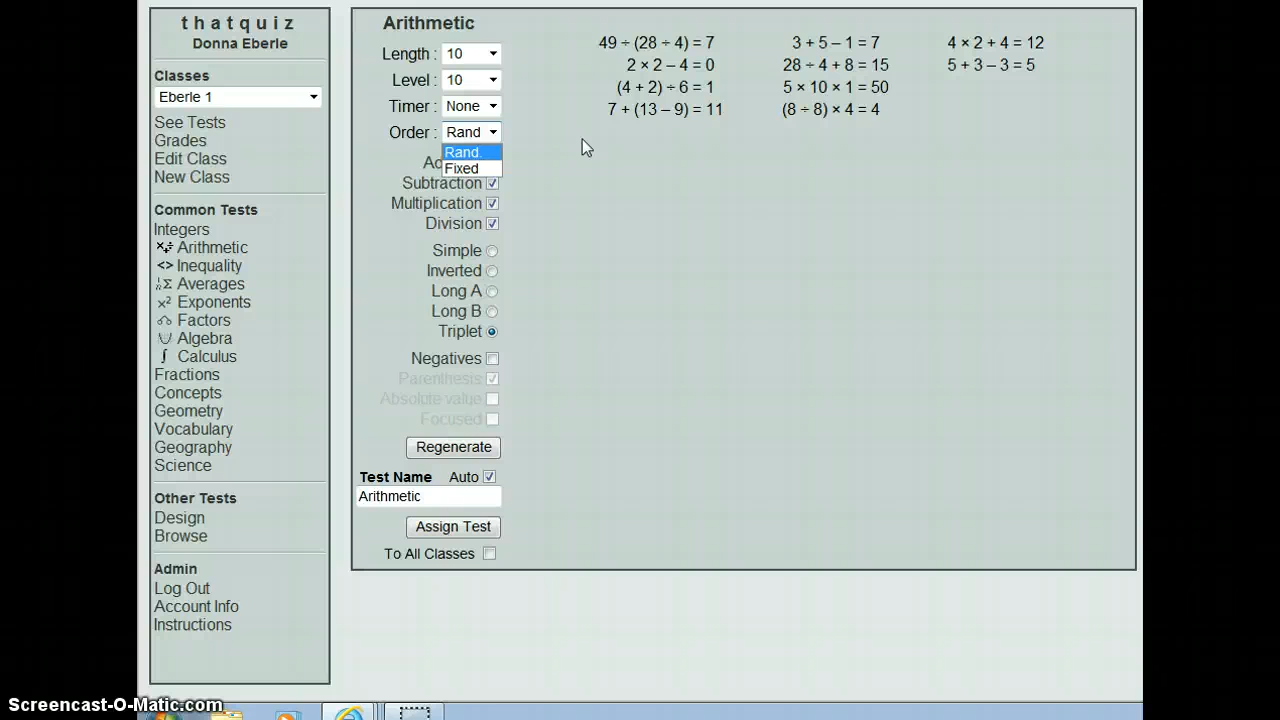 thatquiz
Donna Eberle
Classes
Eberle 1
See Tests
Grades
Edit Class
New Class
Common Tests
Integers
Arithmetic
<> Inequality
Averages
x² Exponents
Factors
Algebra
∫ Calculus
Fractions
Concepts
Geometry
Vocabulary
Geography
Science
Other Tests
Design
Browse
Admin
Log Out
Account Info
Instructions
Arithmetic
Length : 10
Level : 10
Timer : None
Order : Rand
Rand.
Fixed
Subtraction
Multiplication
Division
Simple
Inverted
Long A
Long B
Triplet
Negatives
Parenthesis
Absolute value
Focused
Regenerate
Test Name Auto
Arithmetic
Assign Test
To All Classes
49 ÷ (28 ÷ 4) = 7
2 × 2 – 4 = 0
(4 + 2) ÷ 6 = 1
7 + (13 – 9) = 11
3 + 5 – 1 = 7
28 ÷ 4 + 8 = 15
5 × 10 × 1 = 50
(8 ÷ 8) × 4 = 4
4 × 2 + 4 = 12
5 + 3 – 3 = 5
Screencast-O-Matic.com